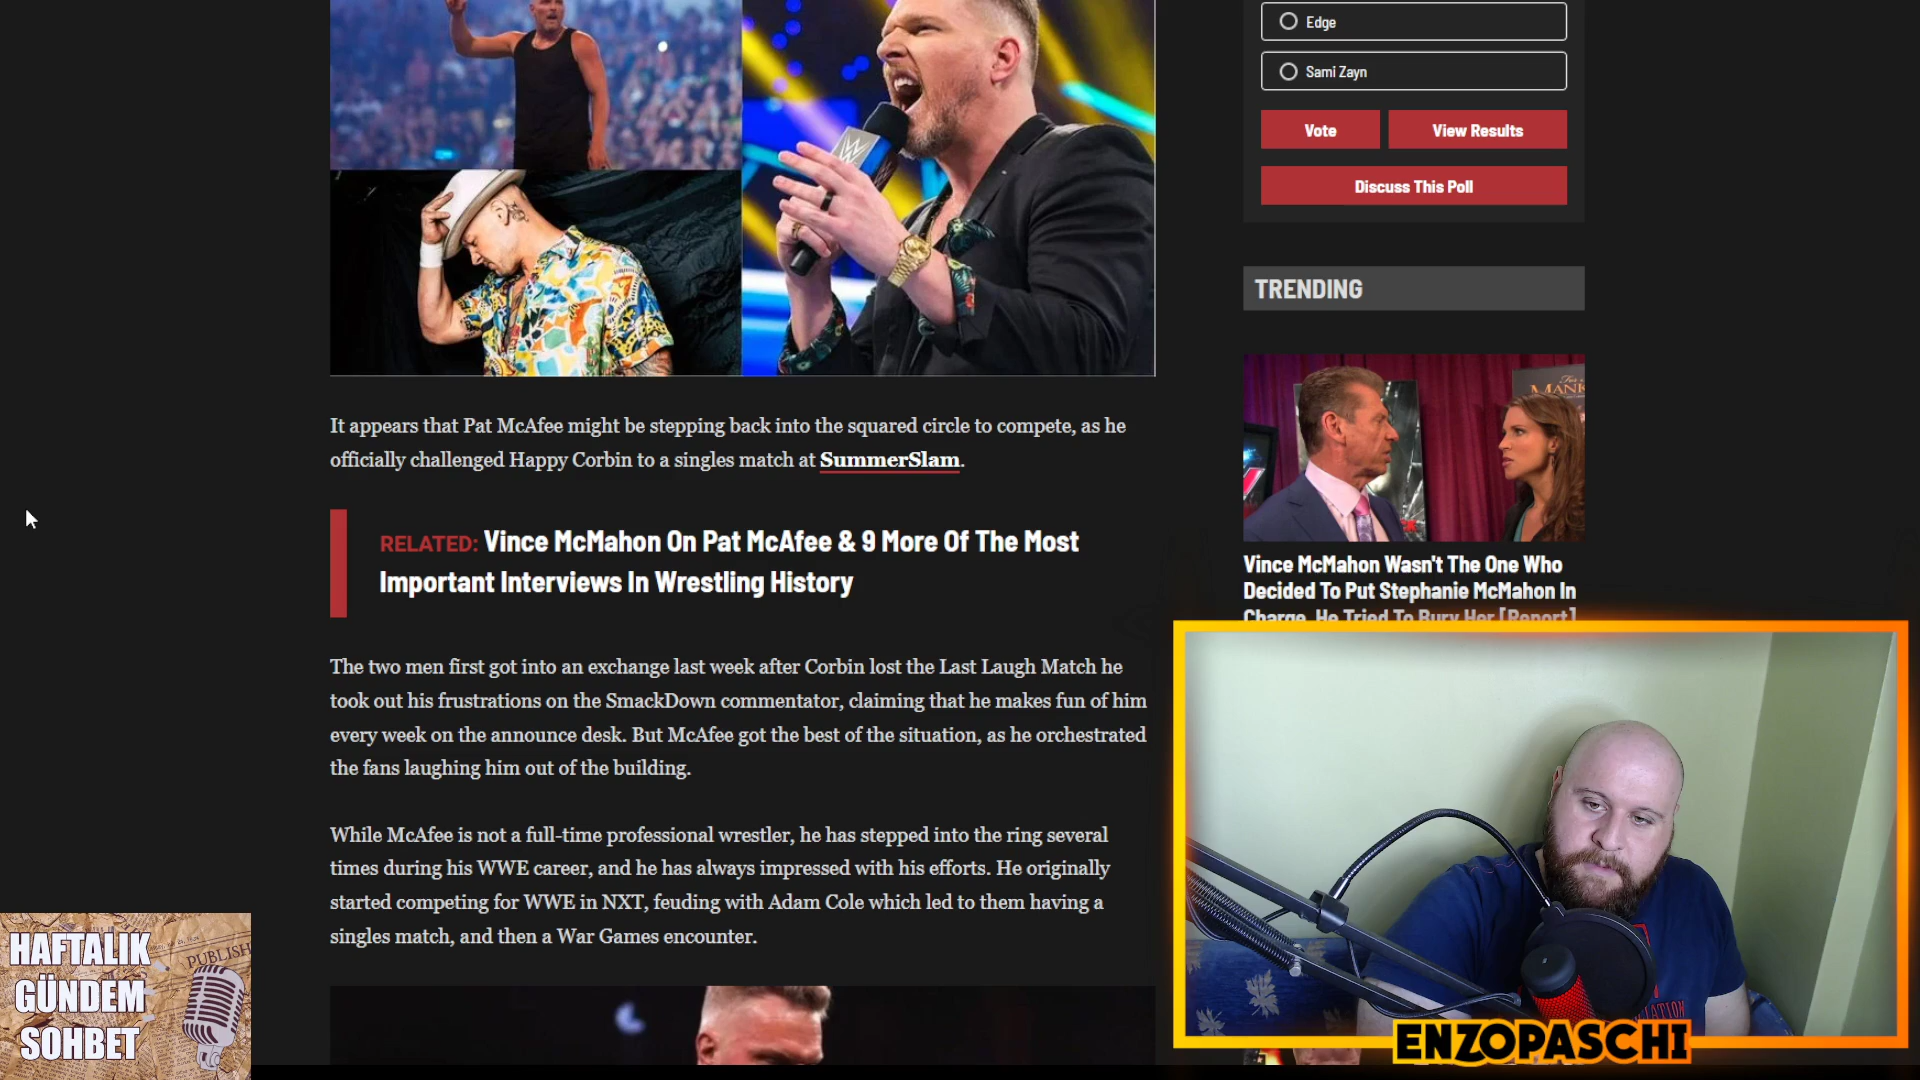 Edge
Sami Zayn
Vote
View Results
Discuss This Poll
TRENDING
MANK
Vince McMahon Wasn't The One Who
Decided To Put Stephanie McMahon In
Charge, He Tried To Bury Her [Report]
It appears that Pat McAfee might be stepping back into the squared circle to compete, as he
officially challenged Happy Corbin to a singles match at SummerSlam.
RELATED: Vince McMahon On Pat McAfee & 9 More Of The Most
Important Interviews In Wrestling History
The two men first got into an exchange last week after Corbin lost the Last Laugh Match he
took out his frustrations on the SmackDown commentator, claiming that he makes fun of him
every week on the announce desk. But McAfee got the best of the situation, as he orchestrated
the fans laughing him out of the building.
While McAfee is not a full-time professional wrestler, he has stepped into the ring several
times during his WWE career, and he has always impressed with his efforts. He originally
started competing for WWE in NXT, feuding with Adam Cole which led to them having a
singles match, and then a War Games encounter.
HAFTALIK
GÜNDEM
SOHBET
PUBLISH
ENZOPASCHI